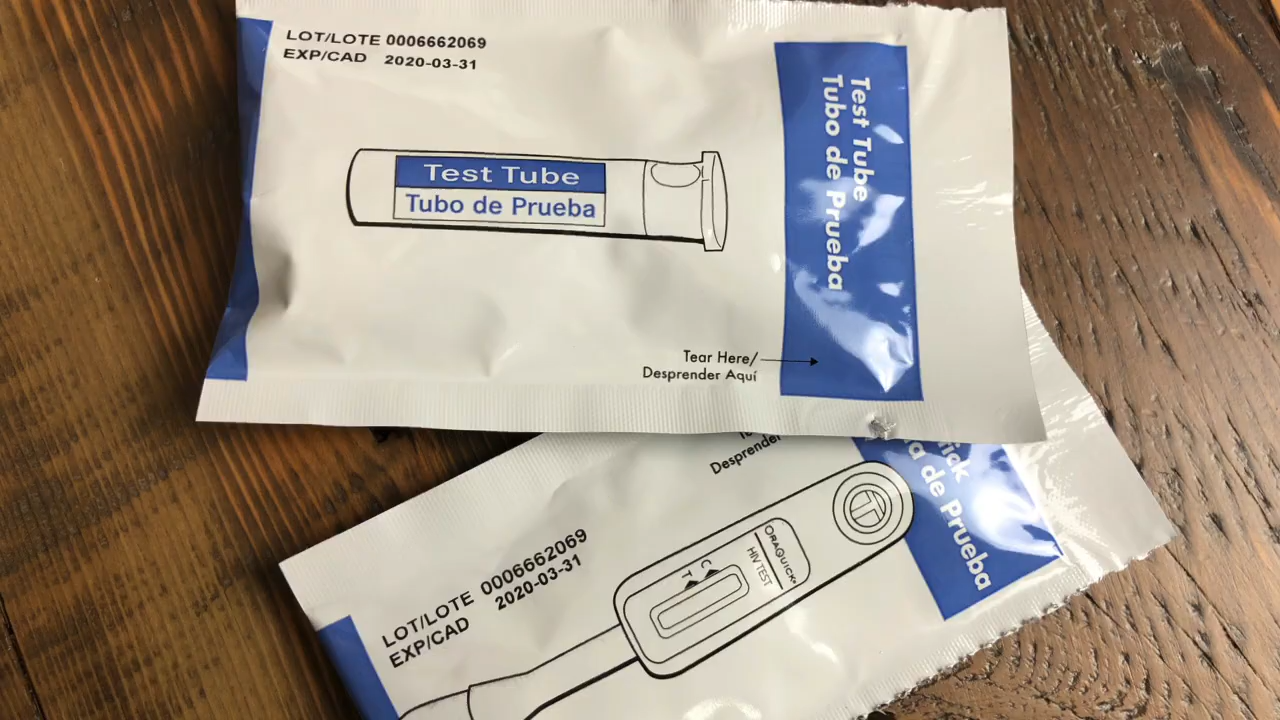 LOT/LOTE 0006662069
EXP/CAD 2020-03-31
Test Tube
Tubo de Prueba
Test Tube
Tubo de Prueba
Tear Here/
Desprender Aquí
Desprender
de Prueba
LOT/LOTE 0006662069
EXP/CAD 2020-03-31
T C
ORAQUICK®
HIV TEST